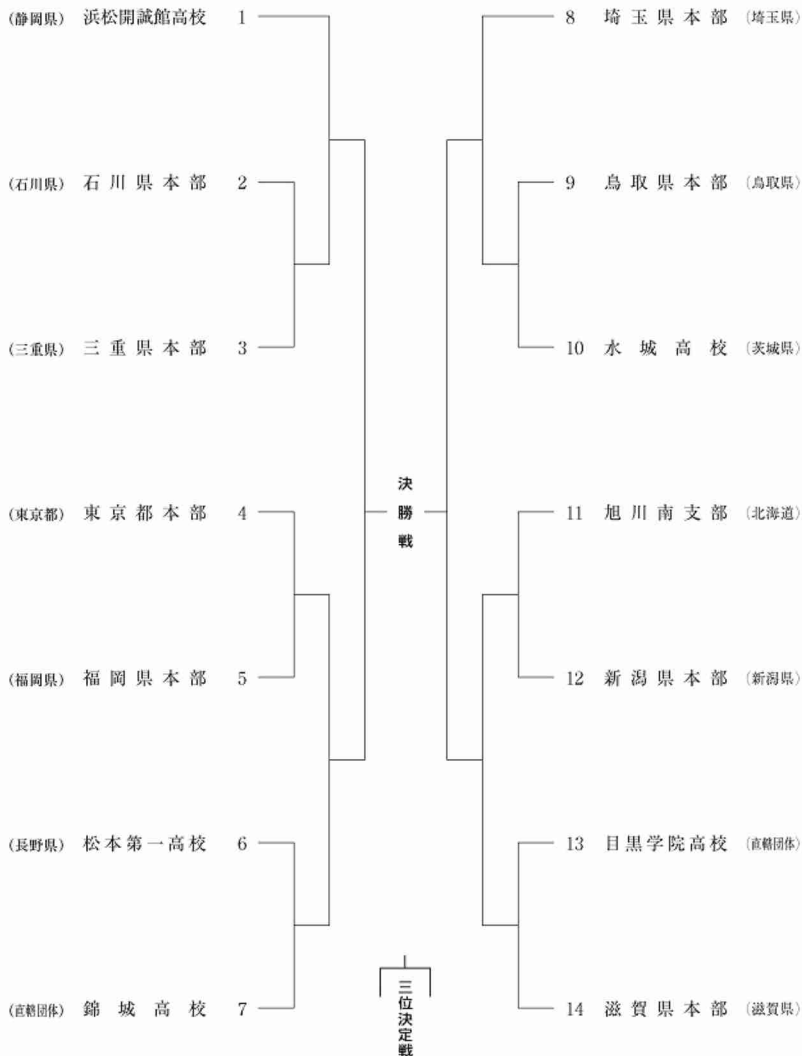 (静岡県) 浜松開誠館高校 1
(石川県) 石川県本部 2
(三重県) 三重県本部 3
(東京都) 東京都本部 4
(福岡県) 福岡県本部 5
(長野県) 松本第一高校 6
(直轄団体) 錦城高校 7
決勝戦
三位決定戦
8 埼玉県本部 (埼玉県)
9 鳥取県本部 (鳥取県)
10 水城高校 (茨城県)
11 旭川南支部 (北海道)
12 新潟県本部 (新潟県)
13 目黒学院高校 (直轄団体)
14 滋賀県本部 (滋賀県)